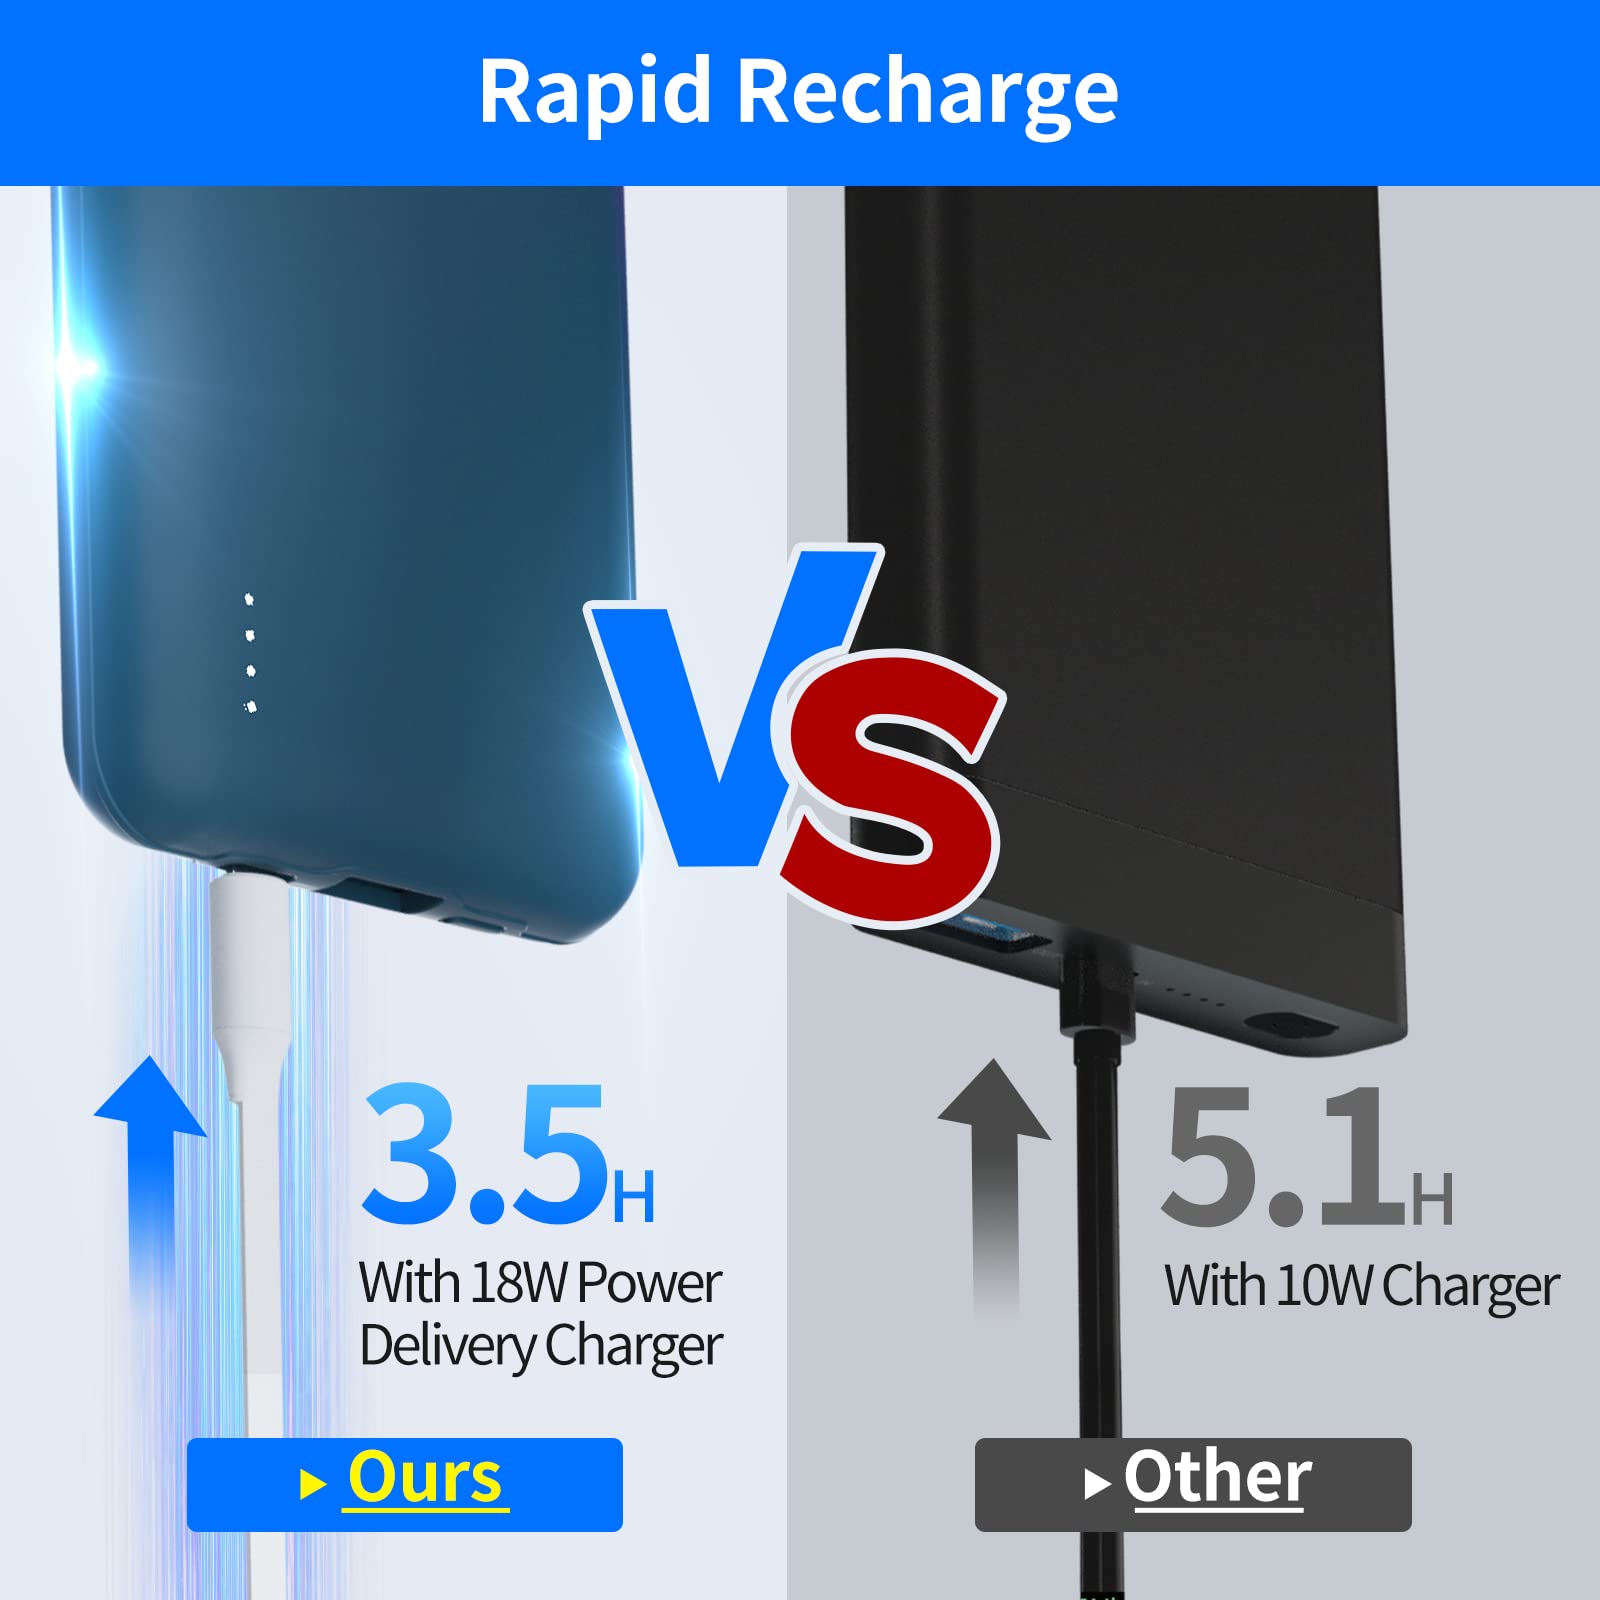 Rapid Recharge
VS
3.5H
With 18W Power
Delivery Charger
Ours
5.1H
With 10W Charger
Other